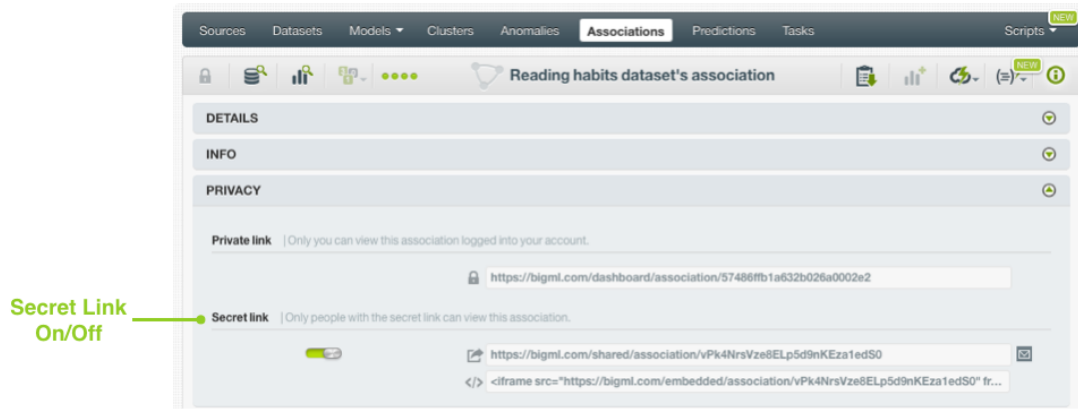 NEW
Sources Datasets Models Clusters Anomalies Associations Predictions Tasks Scripts
Reading habits dataset's association
NEW
DETAILS
INFO
PRIVACY
Private link | Only you can view this association logged into your account.
https://bigml.com/dashboard/association/57486ffb1a632b026a0002e2
Secret Link
On/Off
Secret link | Only people with the secret link can view this association.
https://bigml.com/shared/association/vPk4NrsVze8ELp5d9nKEza1edS0
</> <iframe src="https://bigml.com/embedded/association/vPk4NrsVze8ELp5d9nKEza1edS0" fr...